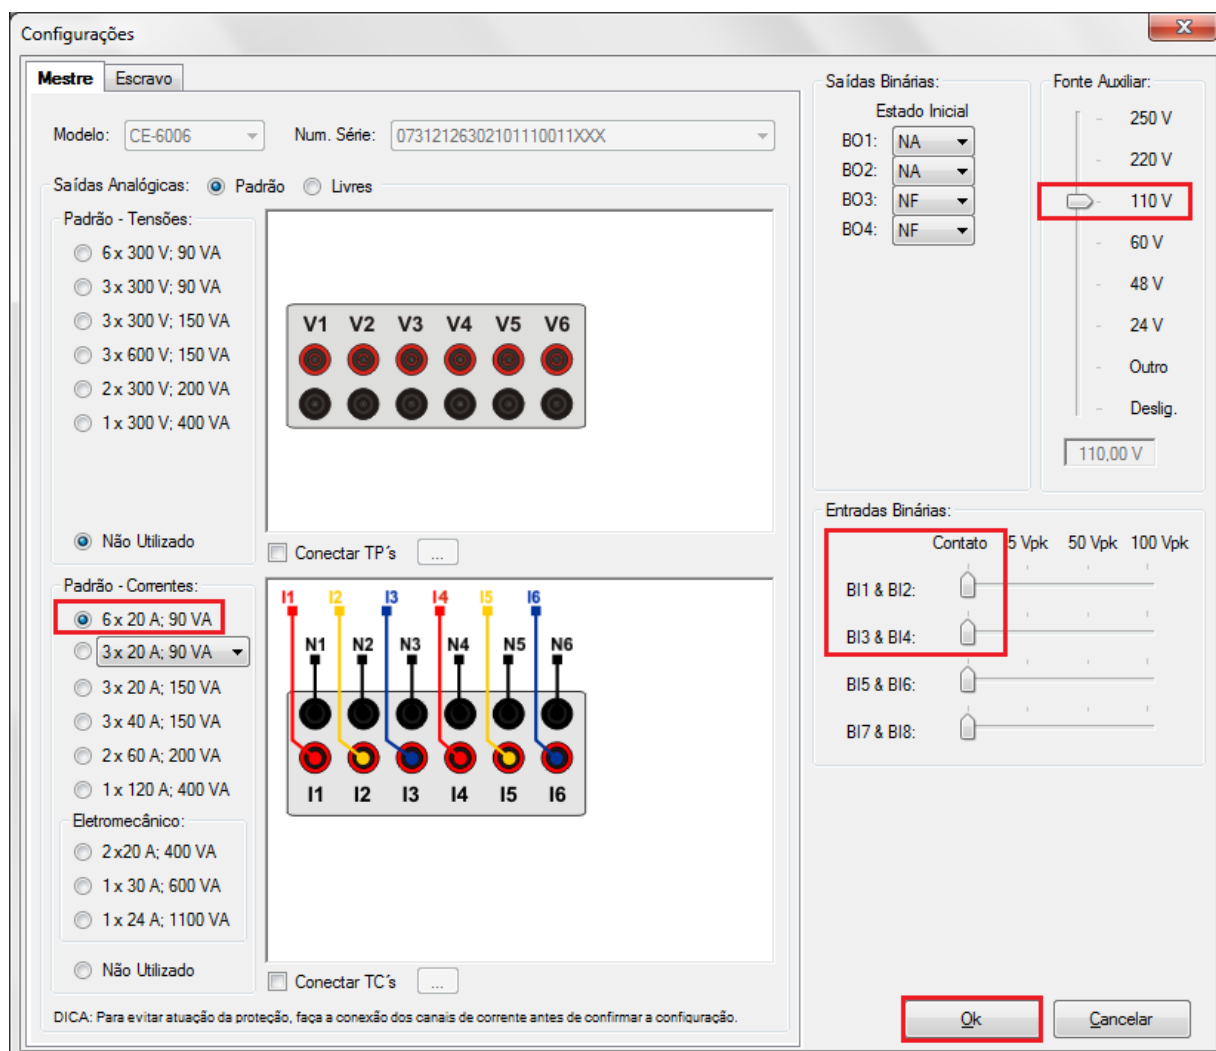 Configurações
Mestre
Escravo
Modelo:
CE-6006
Num. Série:
07312126302101110011XXX
Saídas Analógicas:
Padrão
Livres
Padrão - Tensões:
6 x 300 V; 90 VA
3 x 300 V; 90 VA
3 x 300 V; 150 VA
3 x 600 V; 150 VA
2 x 300 V; 200 VA
1 x 300 V; 400 VA
Não Utilizado
V1 V2 V3 V4 V5 V6
Conectar TP´s
...
Padrão - Correntes:
6 x 20 A; 90 VA
3 x 20 A; 90 VA
3 x 20 A; 150 VA
3 x 40 A; 150 VA
2 x 60 A; 200 VA
1 x 120 A; 400 VA
Eletromecânico:
2 x20 A; 400 VA
1 x 30 A; 600 VA
1 x 24 A; 1100 VA
Não Utilizado
I1 I2 I3 I4 I5 I6
N1 N2 N3 N4 N5 N6
I1 I2 I3 I4 I5 I6
Conectar TC´s
...
DICA: Para evitar atuação da proteção, faça a conexão dos canais de corrente antes de confirmar a configuração.
Saídas Binárias:
Estado Inicial
BO1: NA
BO2: NA
BO3: NF
BO4: NF
Fonte Auxiliar:
250 V
220 V
110 V
60 V
48 V
24 V
Outro
Deslig.
110,00 V
Entradas Binárias:
Contato 5 Vpk 50 Vpk 100 Vpk
BI1 & BI2:
BI3 & BI4:
BI5 & BI6:
BI7 & BI8:
Ok
Cancelar